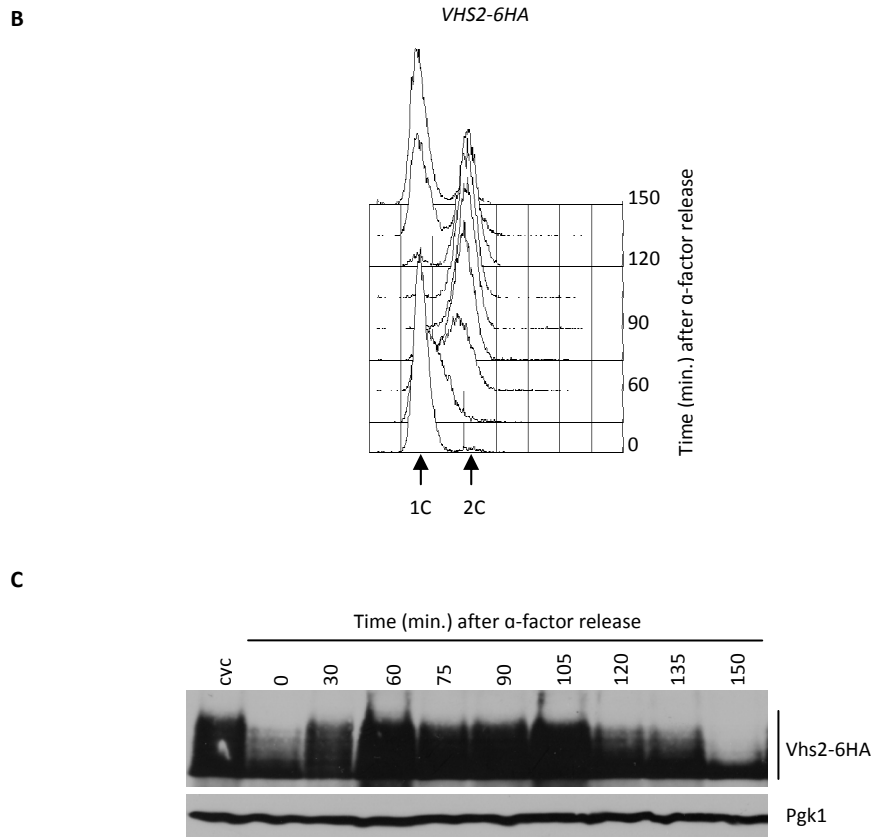 B
VHS2-6HA
150
120
90
60
0
Time (min.) after α-factor release
1C 2C
C
Time (min.) after α-factor release
cyc 0 30 60 75 90 105 120 135 150
Vhs2-6HA
Pgk1